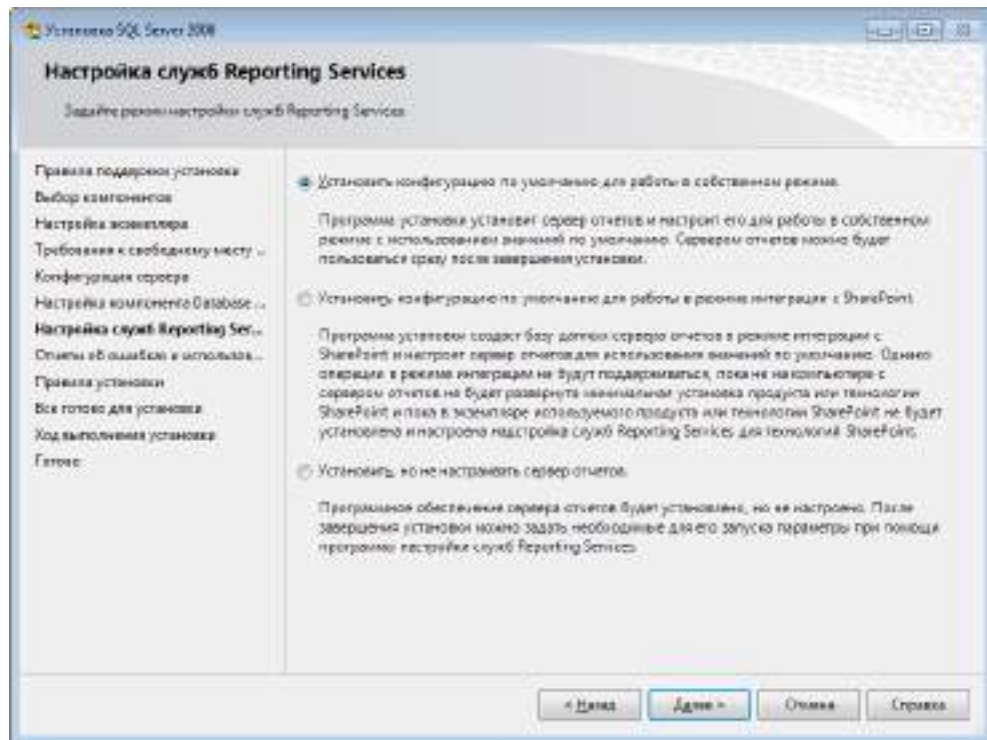 Установка SQL Server 2008
Настройка служб Reporting Services
Задайте режим настройки служб Reporting Services.
Правила поддержки установки
Выбор компонентов
Настройка экземпляра
Требования к свободному месту ...
Конфигурация сервера
Настройка компонента Database ...
Настройка служб Reporting Ser...
Отчеты об ошибках и использов...
Правила установки
Все готово для установки
Ход выполнения установки
Готово
Установить конфигурацию по умолчанию для работы в собственном режиме.
Программа установки установит сервер отчетов и настроит его для работы в собственном
режиме с использованием значений по умолчанию. Сервером отчетов можно будет
пользоваться сразу после завершения установки.
Установить конфигурацию по умолчанию для работы в режиме интеграции с SharePoint.
Программа установки создаст базу данных сервера отчетов в режиме интеграции с
SharePoint и настроит сервер отчетов для использования значений по умолчанию. Однако
операции в режиме интеграции не будут поддерживаться, пока не на компьютере с
сервером отчетов не будет развернута минимальная установка продукта или технологии
SharePoint и пока в экземпляре используемого продукта или технологии SharePoint не будет
установлена и настроена надстройка служб Reporting Services для технологий SharePoint.
Установить, но не настраивать сервер отчетов.
Программное обеспечение сервера отчетов будет установлено, но не настроено. После
завершения установки можно задать необходимые для его запуска параметры при помощи
программы настройки служб Reporting Services.
< Назад
Далее >
Отмена
Справка